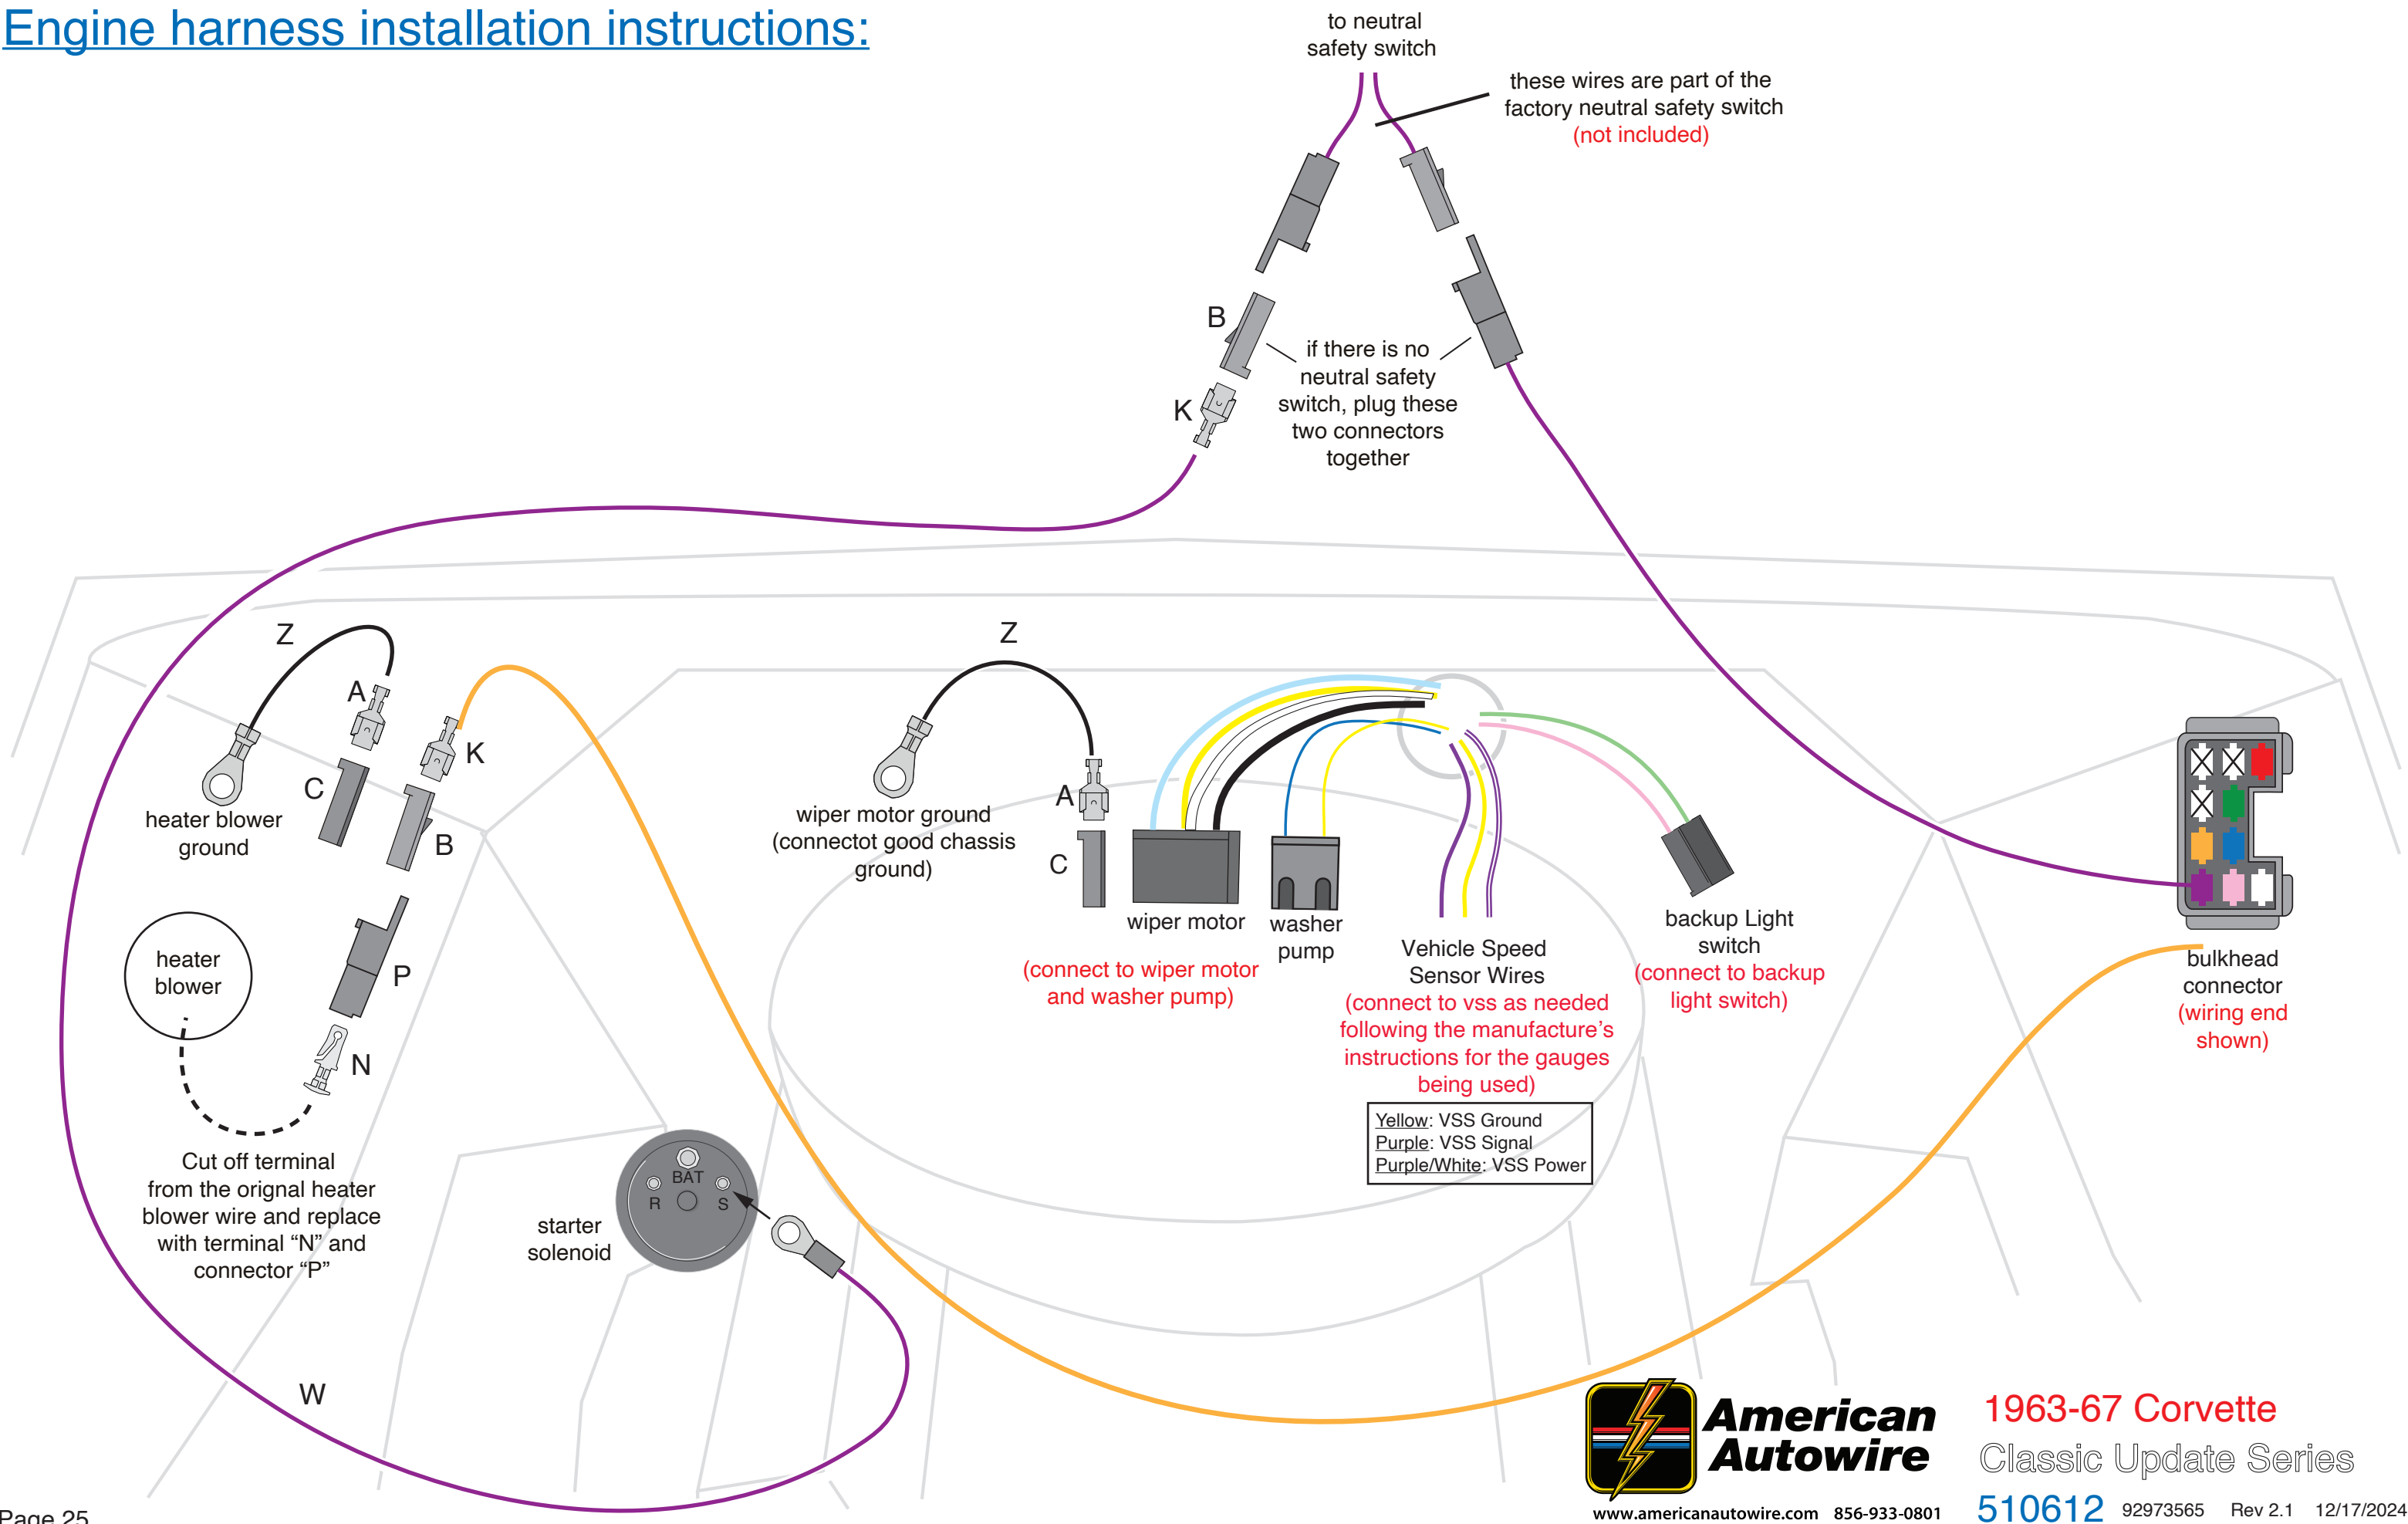 Engine harness installation instructions:
to neutral
safety switch
these wires are part of the
factory neutral safety switch
(not included)
B
if there is no
neutral safety
switch, plug these
two connectors
together
K
Z
A
K
C
B
heater blower
ground
heater
blower
P
N
Cut off terminal
from the orignal heater
blower wire and replace
with terminal “N” and
connector “P”
W
Z
A
C
wiper motor ground
(connectot good chassis
ground)
wiper motor
washer
pump
(connect to wiper motor
and washer pump)
Vehicle Speed
Sensor Wires
(connect to vss as needed
following the manufacture’s
instructions for the gauges
being used)
Yellow: VSS Ground
Purple: VSS Signal
Purple/White: VSS Power
backup Light
switch
(connect to backup
light switch)
bulkhead
connector
(wiring end
shown)
BAT
R
S
starter
solenoid
American
Autowire
www.americanautowire.com 856-933-0801
1963-67 Corvette
Classic Update Series
510612 92973565 Rev 2.1 12/17/2024
Page 25